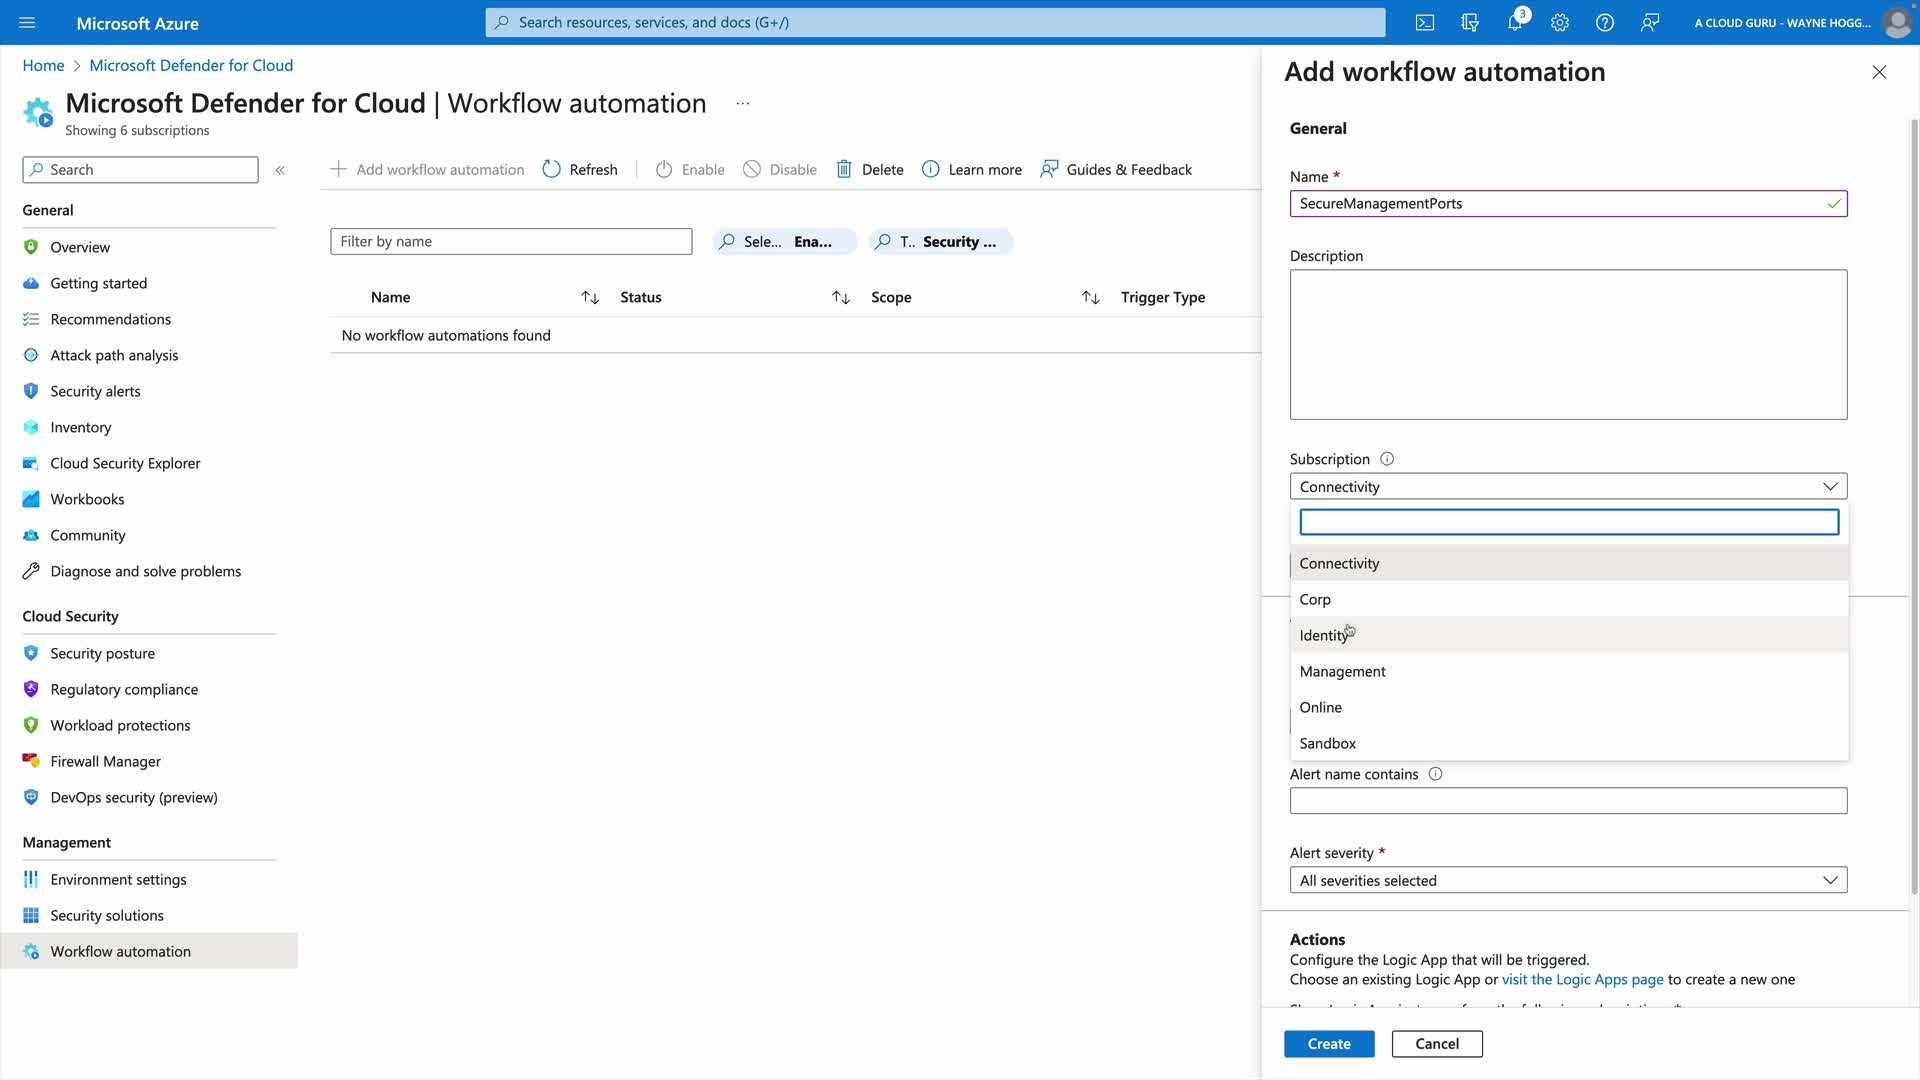 Microsoft Azure
Search resources, services, and docs (G+/)
3
A CLOUD GURU - WAYNE HOGG...
Home > Microsoft Defender for Cloud
Microsoft Defender for Cloud | Workflow automation ...
Showing 6 subscriptions
Search
«
General
Overview
Getting started
Recommendations
Attack path analysis
Security alerts
Inventory
Cloud Security Explorer
Workbooks
Community
Diagnose and solve problems
Cloud Security
Security posture
Regulatory compliance
Workload protections
Firewall Manager
DevOps security (preview)
Management
Environment settings
Security solutions
Workflow automation
Add workflow automation
Refresh
Enable
Disable
Delete
Learn more
Guides & Feedback
Filter by name
Sele... Ena...
T.. Security ...
Name
Status
Scope
Trigger Type
No workflow automations found
Add workflow automation
General
Name *
SecureManagementPorts
Description
Subscription
Connectivity
Connectivity
Corp
Identity
Management
Online
Sandbox
Alert name contains
Alert severity *
All severities selected
Actions
Configure the Logic App that will be triggered.
Choose an existing Logic App or visit the Logic Apps page to create a new one
Create
Cancel